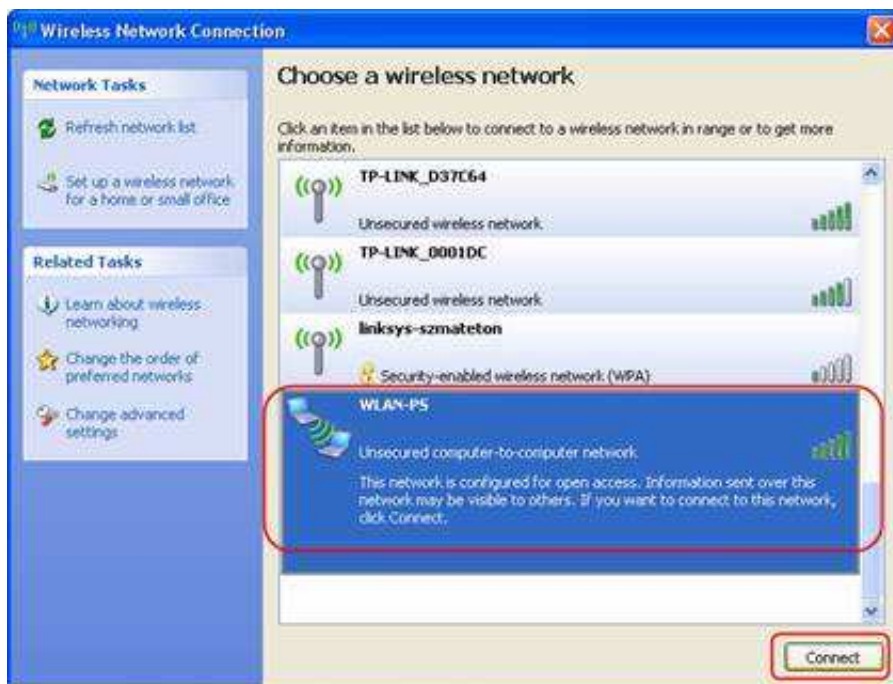 Wireless Network Connection
Network Tasks
Refresh network list
Set up a wireless network
for a home or small office
Related Tasks
Learn about wireless
networking
Change the order of
preferred networks
Change advanced
settings
Choose a wireless network
Click an item in the list below to connect to a wireless network in range or to get more
information.
TP-LINK_D37C64
Unsecured wireless network
TP-LINK_0001DC
Unsecured wireless network
linksys-szmateton
Security-enabled wireless network (WPA)
WLAN-PS
Unsecured computer-to-computer network
This network is configured for open access. Information sent over this
network may be visible to others. If you want to connect to this network,
click Connect.
Connect